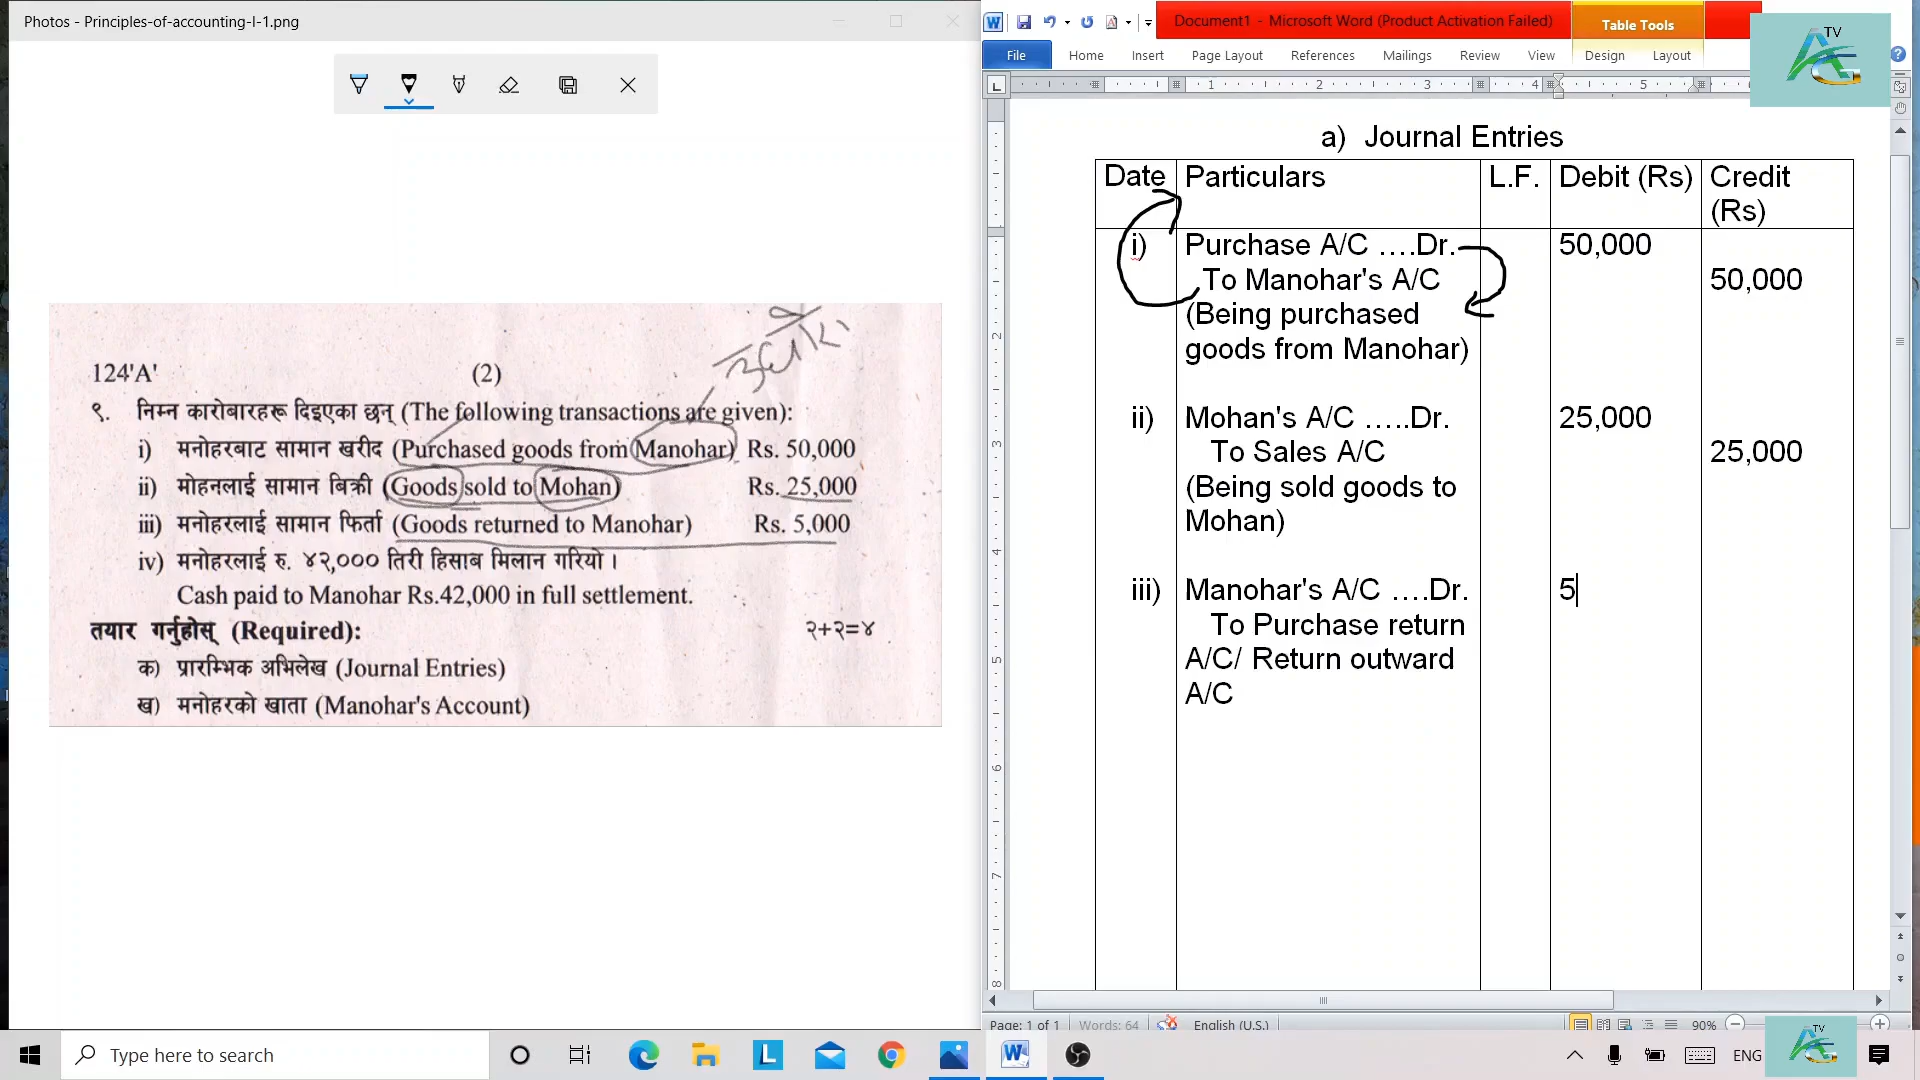 Photos - Principles-of-accounting-I-1.png
124'A'
(2)
९. निम्न कारोबारहरू दिइएका छन् (The following transactions are given):
i) मनोहरबाट सामान खरीद (Purchased goods from Manohar) Rs. 50,000
ii) मोहनलाई सामान बिक्री (Goods sold to Mohan) Rs. 25,000
iii) मनोहरलाई सामान फिर्ता (Goods returned to Manohar) Rs. 5,000
iv) मनोहरलाई रु. ४२,००० तिरी हिसाब मिलान गरियो ।
Cash paid to Manohar Rs.42,000 in full settlement.
तयार गर्नुहोस् (Required): २+२=४
क) प्रारम्भिक अभिलेख (Journal Entries)
ख) मनोहरको खाता (Manohar's Account)
Document1 - Microsoft Word (Product Activation Failed)
Table Tools
File Home Insert Page Layout References Mailings Review View Design Layout
TV
a) Journal Entries
Date Particulars L.F. Debit (Rs) Credit
(Rs)
i) Purchase A/C ….Dr. 50,000
To Manohar's A/C 50,000
(Being purchased
goods from Manohar)
ii) Mohan's A/C …..Dr. 25,000
To Sales A/C 25,000
(Being sold goods to
Mohan)
iii) Manohar's A/C ….Dr. 5
To Purchase return
A/C/ Return outward
A/C
Page: 1 of 1 Words: 64 English (U.S.) 90%
Type here to search
ENG
TV